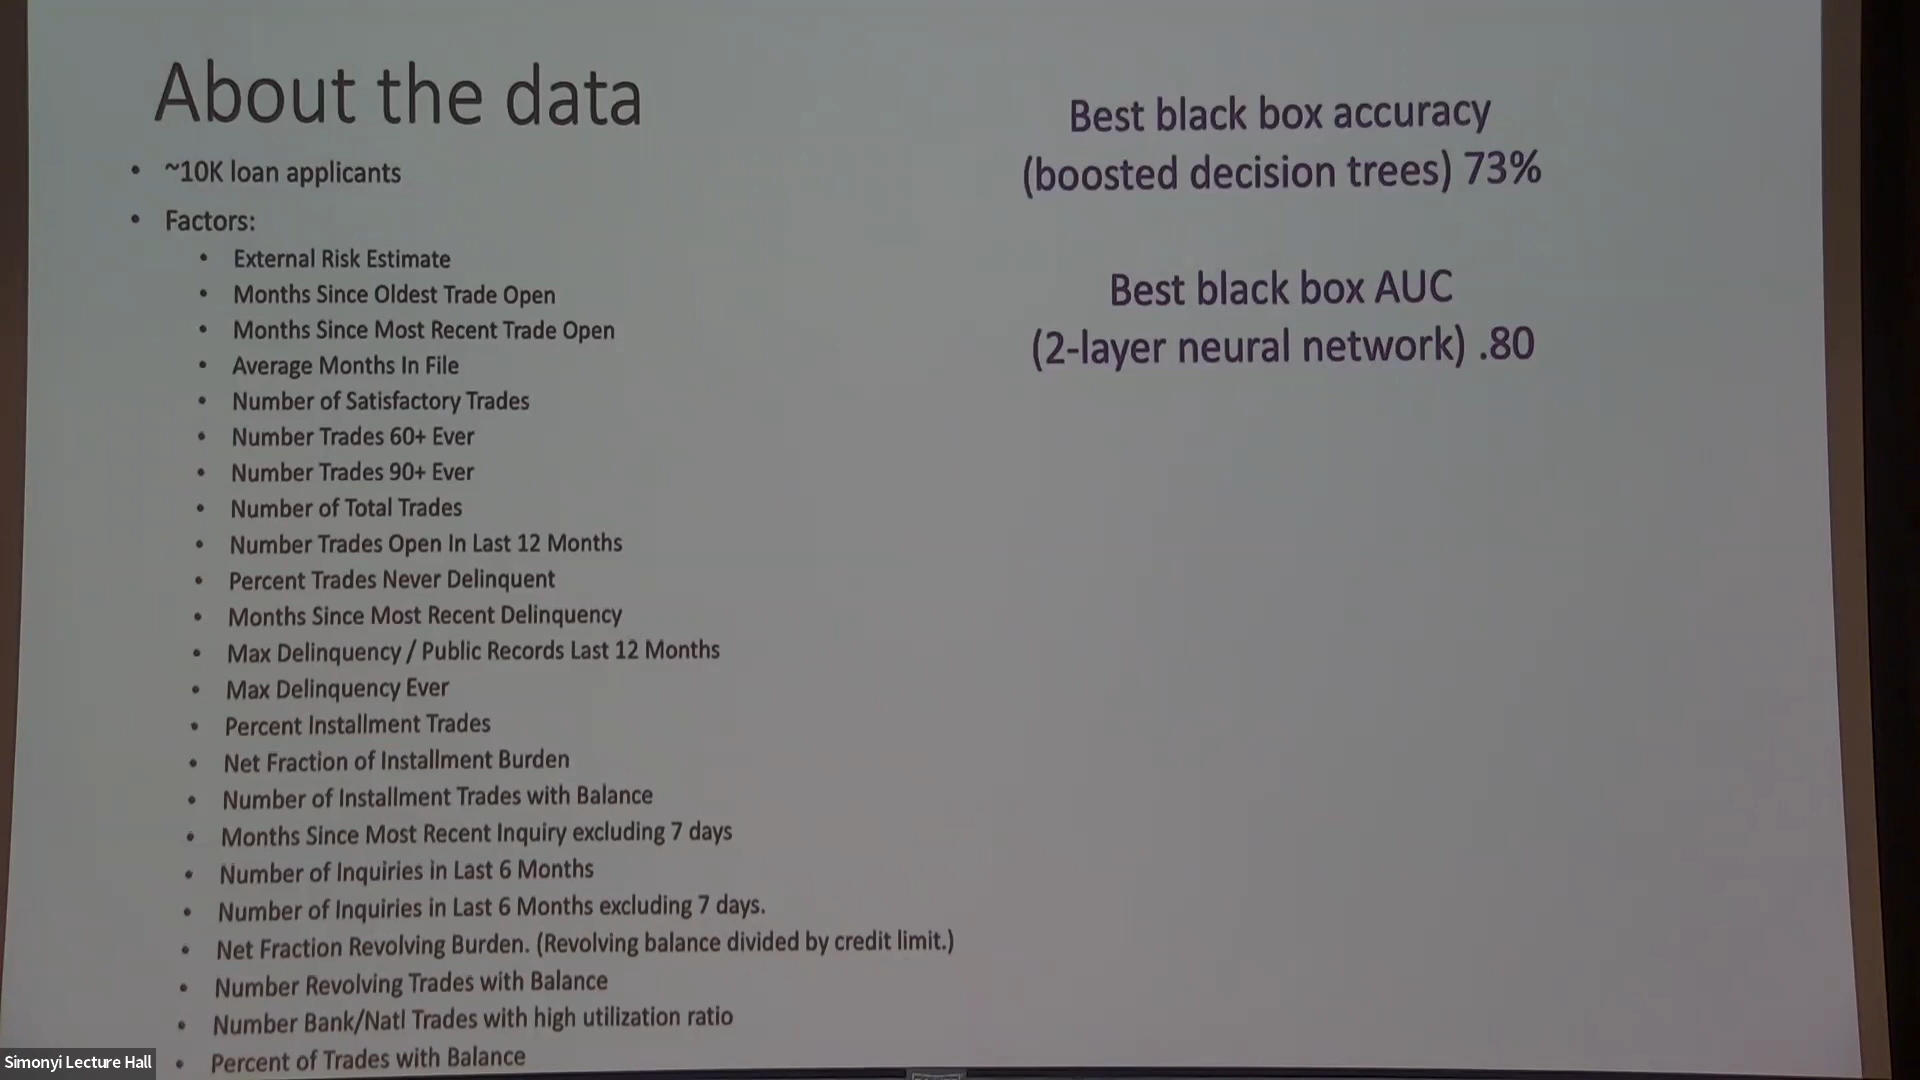 About the data
~10K loan applicants
Factors:
External Risk Estimate
Months Since Oldest Trade Open
Months Since Most Recent Trade Open
Average Months In File
Number of Satisfactory Trades
Number Trades 60+ Ever
Number Trades 90+ Ever
Number of Total Trades
Number Trades Open In Last 12 Months
Percent Trades Never Delinquent
Months Since Most Recent Delinquency
Max Delinquency / Public Records Last 12 Months
Max Delinquency Ever
Percent Installment Trades
Net Fraction of Installment Burden
Number of Installment Trades with Balance
Months Since Most Recent Inquiry excluding 7 days
Number of Inquiries in Last 6 Months
Number of Inquiries in Last 6 Months excluding 7 days.
Net Fraction Revolving Burden. (Revolving balance divided by credit limit.)
Number Revolving Trades with Balance
Number Bank/Natl Trades with high utilization ratio
Percent of Trades with Balance
Best black box accuracy
(boosted decision trees) 73%
Best black box AUC
(2-layer neural network) .80
Simonyi Lecture Hall